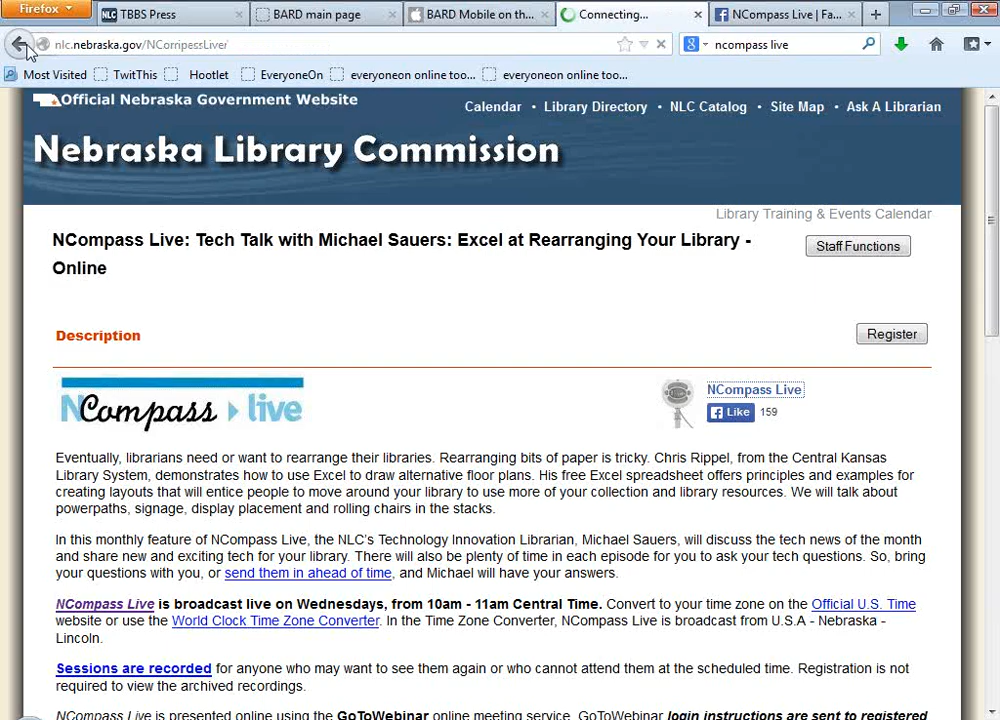 Firefox
TBBS Press
BARD main page
BARD Mobile on th...
Connecting...
NCompass Live | Fa...
nlc.nebraska.gov/NCorripessLive/
ncompass live
Most Visited
TwitThis
Hootlet
EveryoneOn
everyoneon online too...
everyoneon online too...
Official Nebraska Government Website
Calendar • Library Directory • NLC Catalog • Site Map • Ask A Librarian
Nebraska Library Commission
Library Training & Events Calendar
NCompass Live: Tech Talk with Michael Sauers: Excel at Rearranging Your Library -
Online
Staff Functions
Description
Register
NCompass live
NCompass Live
Like 159
Eventually, librarians need or want to rearrange their libraries. Rearranging bits of paper is tricky. Chris Rippel, from the Central Kansas
Library System, demonstrates how to use Excel to draw alternative floor plans. His free Excel spreadsheet offers principles and examples for
creating layouts that will entice people to move around your library to use more of your collection and library resources. We will talk about
powerpaths, signage, display placement and rolling chairs in the stacks.
In this monthly feature of NCompass Live, the NLC's Technology Innovation Librarian, Michael Sauers, will discuss the tech news of the month
and share new and exciting tech for your library. There will also be plenty of time in each episode for you to ask your tech questions. So, bring
your questions with you, or send them in ahead of time, and Michael will have your answers.
NCompass Live is broadcast live on Wednesdays, from 10am - 11am Central Time. Convert to your time zone on the Official U.S. Time
website or use the World Clock Time Zone Converter. In the Time Zone Converter, NCompass Live is broadcast from U.S.A - Nebraska -
Lincoln.
Sessions are recorded for anyone who may want to see them again or who cannot attend them at the scheduled time. Registration is not
required to view the archived recordings.
NCompass Live is presented online using the GoToWebinar online meeting service. GoToWebinar login instructions are sent to registered